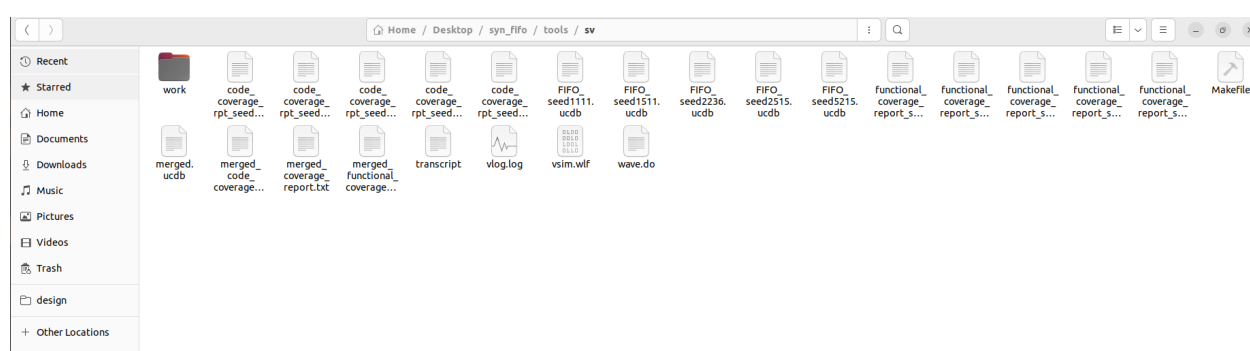 Home / Desktop / syn_fifo / tools / sv
Recent
Starred
Home
Documents
Downloads
Music
Pictures
Videos
Trash
design
+ Other Locations
work
code_
coverage_
rpt_seed...
code_
coverage_
rpt_seed...
code_
coverage_
rpt_seed...
code_
coverage_
rpt_seed...
code_
coverage_
rpt_seed...
FIFO_
seed1111.
ucdb
FIFO_
seed1511.
ucdb
FIFO_
seed2236.
ucdb
FIFO_
seed2515.
ucdb
FIFO_
seed5215.
ucdb
functional_
coverage_
report_s...
functional_
coverage_
report_s...
functional_
coverage_
report_s...
functional_
coverage_
report_s...
functional_
coverage_
report_s...
Makefile
merged.
ucdb
merged_
code_
coverage...
merged_
coverage_
report.txt
merged_
functional_
coverage...
transcript
vlog.log
0100
0010
1001
0110
vsim.wlf
wave.do